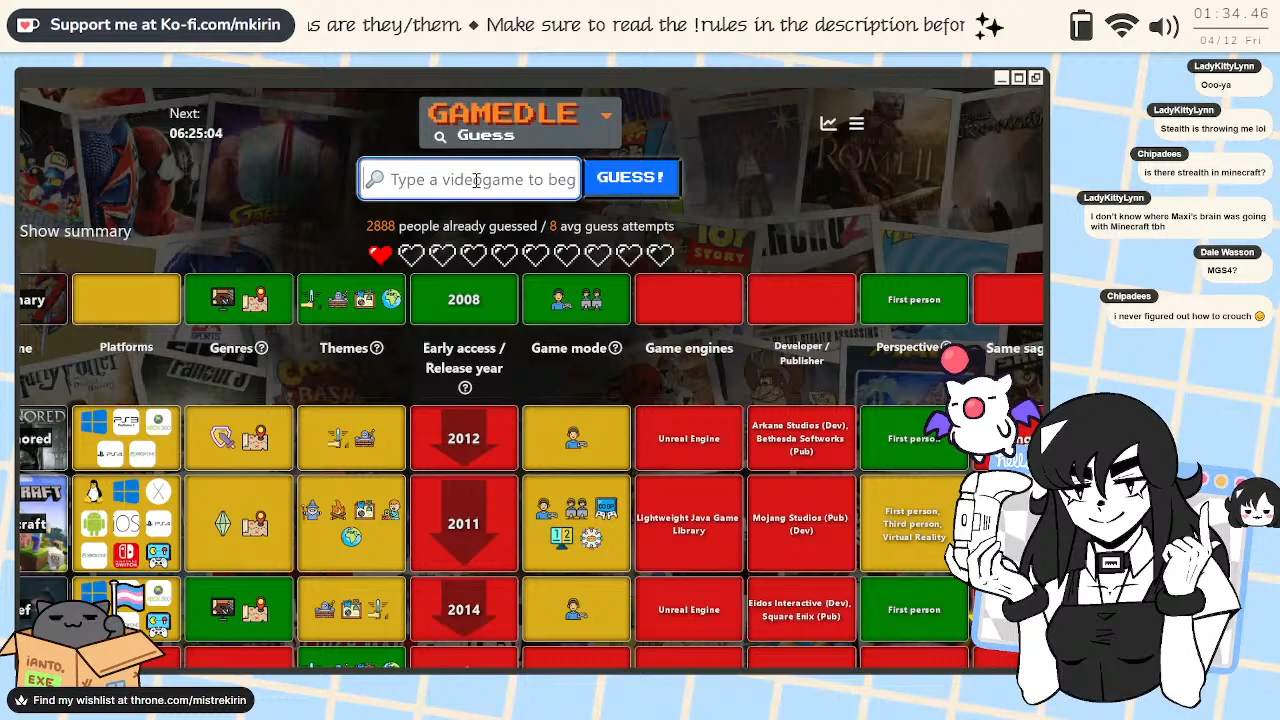 Support me at Ko-fi.com/mkirin
as are they/them ◆ Make sure to read the !rules in the description befor
01:34.46
04/12 Fri
Next:
06:25:04
GAMEDLE
Guess
Type a videogame to beg
GUESS!
2888 people already guessed / 8 avg guess attempts
Show summary
nary
2008
First person
Platforms
Genres
Themes
Early access /
Release year
Game mode
Game engines
Developer /
Publisher
Perspective
Same sag
2012
Unreal Engine
Arkane Studios (Dev),
Bethesda Softworks
(Pub)
First person
2011
Lightweight Java Game
Library
Mojang Studios (Pub)
(Dev)
First person,
Third person,
Virtual Reality
2014
Unreal Engine
Eidos Interactive (Dev),
Square Enix (Pub)
First person
LadyKittyLynn
Ooo-ya
LadyKittyLynn
Stealth is throwing me lol
Chipadees
is there strealth in minecraft?
LadyKittyLynn
I don't know where Maxi's brain was going
with Minecraft tbh
Dale Wasson
MGS4?
Chipadees
i never figured out how to crouch
¡ANTO.
EXE
Find my wishlist at throne.com/mistrekirin